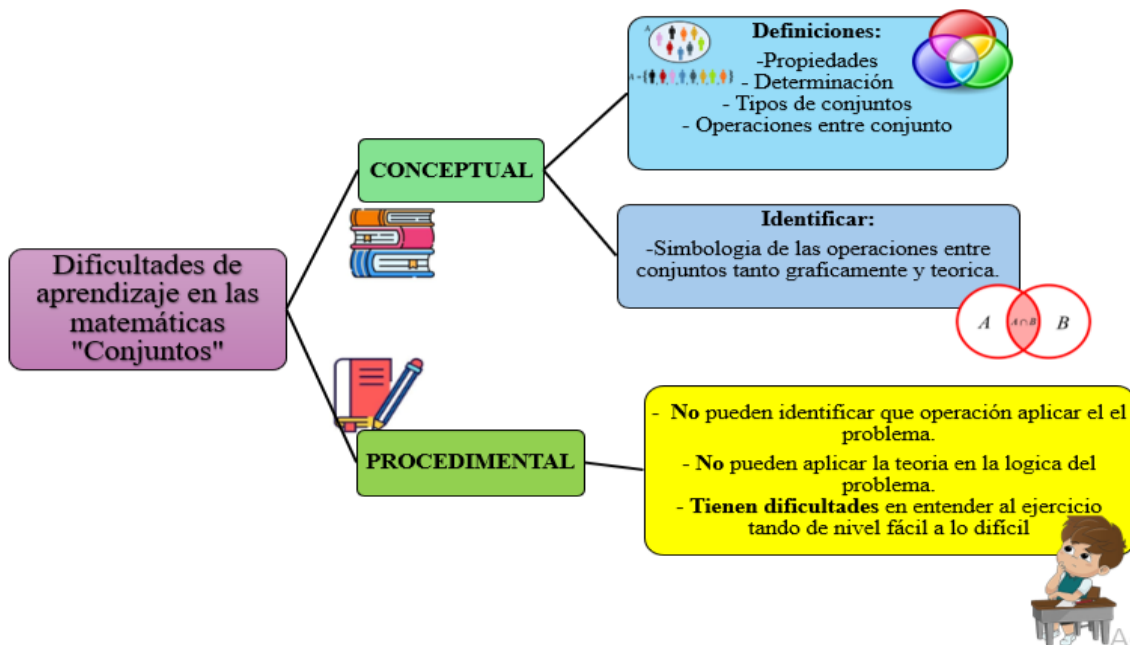 Dificultades de
aprendizaje en las
matemáticas
"Conjuntos"
CONCEPTUAL
A
A =
Definiciones:
-Propiedades
- Determinación
- Tipos de conjuntos
- Operaciones entre conjunto
Identificar:
-Simbologia de las operaciones entre
conjuntos tanto graficamente y teorica.
A A∩B B
PROCEDIMENTAL
- No pueden identificar que operación aplicar el el
problema.
- No pueden aplicar la teoria en la logica del
problema.
- Tienen dificultades en entender al ejercicio
tando de nivel fácil a lo difícil
A